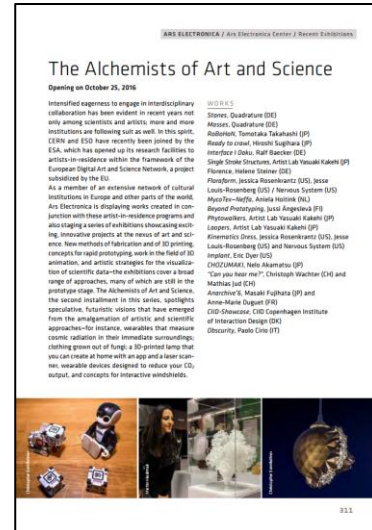 ARS ELECTRONICA / Ars Electronica Center / Recent Exhibitions
The Alchemists of Art and Science
Opening on October 25, 2016
Intensified eagerness to engage in interdisciplinary
collaboration has been evident in recent years not
only among scientists and artists; more and more
institutions are following suit as well. In this spirit,
CERN and ESO have recently been joined by the
ESA, which has opened up its research facilities to
artists-in-residence within the framework of the
European Digital Art and Science Network, a project
subsidized by the EU.
As a member of an extensive network of cultural
institutions in Europe and other parts of the world,
Ars Electronica is displaying works created in con-
junction with these artist-in-residence programs and
also staging a series of exhibitions showcasing excit-
ing, innovative projects at the nexus of art and sci-
ence. New methods of fabrication and of 3D printing,
concepts for rapid prototyping, work in the field of 3D
animation, and artistic strategies for the visualiza-
tion of scientific data—the exhibitions cover a broad
range of approaches, many of which are still in the
prototype stage. The Alchemists of Art and Science,
the second installment in this series, spotlights
speculative, futuristic visions that have emerged
from the amalgamation of artistic and scientific
approaches—for instance, wearables that measure
cosmic radiation in their immediate surroundings;
clothing grown out of fungi; a 3D-printed lamp that
you can create at home with an app and a laser scan-
ner, wearable devices designed to reduce your CO₂
output, and concepts for interactive windshields.
WORKS
Stones, Quadrature (DE)
Masses, Quadrature (DE)
RoBoHoN, Tomotaka Takahashi (JP)
Ready to crawl, Hiroshi Sugihara (JP)
Interface I Doku, Ralf Baecker (DE)
Single Stroke Structures, Artist Lab Yasuaki Kakehi (JP)
Florence, Helene Steiner (DE)
Floraform, Jessica Rosenkrantz (US), Jesse
Louis-Rosenberg (US) / Nervous System (US)
MycoTex–Neffa, Aniela Hoitink (NL)
Beyond Prototyping, Jussi Ängeslevä (FI)
Phytowalkers, Artist Lab Yasuaki Kakehi (JP)
Loopers, Artist Lab Yasuaki Kakehi (JP)
Kinematics Dress, Jessica Rosenkrantz (US), Jesse
Louis-Rosenberg (US) and Nervous System (US)
Implant, Eric Dyer (US)
CHOZUMAKI, Nelo Akamatsu (JP)
"Can you hear me?", Christoph Wachter (CH) and
Mathias Jud (CH)
Anarchive'6, Masaki Fujihata (JP) and
Anne-Marie Duguet (FR)
CIID-Showcase, CIID Copenhagen Institute
of Interaction Design (DK)
Obscurity, Paolo Cirio (IT)
311